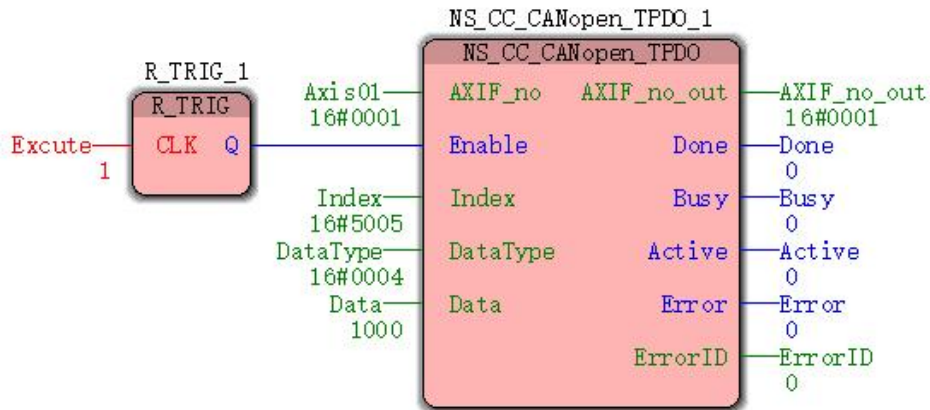 NS_CC_CANopen_TPDO_1
NS_CC_CANopen_TPDO
R_TRIG_1
R_TRIG
Axis01 AXIF_no AXIF_no_out AXIF_no_out
16#0001 16#0001
Excute CLK Q Enable Done Done
1 0
Index Index Busy Busy
16#5005 0
DataType DataType Active Active
16#0004 0
Data Data Error Error
1000 0
ErrorID ErrorID
0